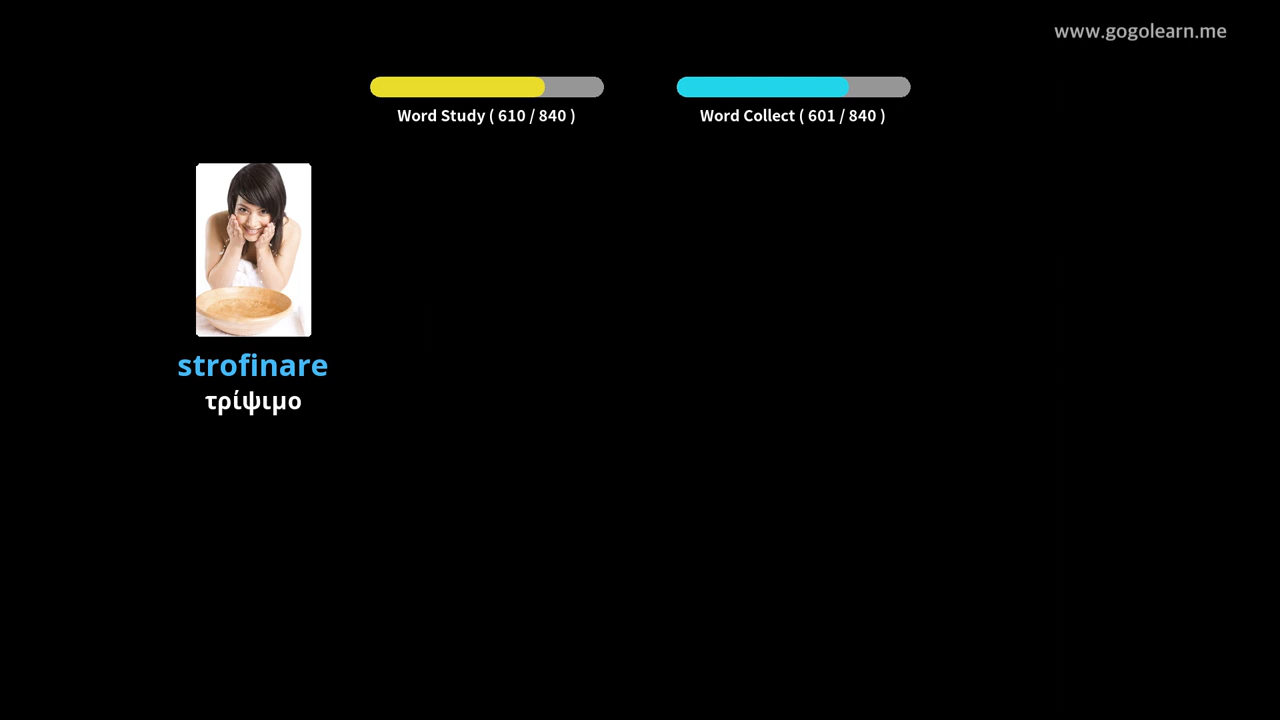 www.gogolearn.me
Word Study ( 610 / 840 )
Word Collect ( 601 / 840 )
strofinare
τρίψιμο